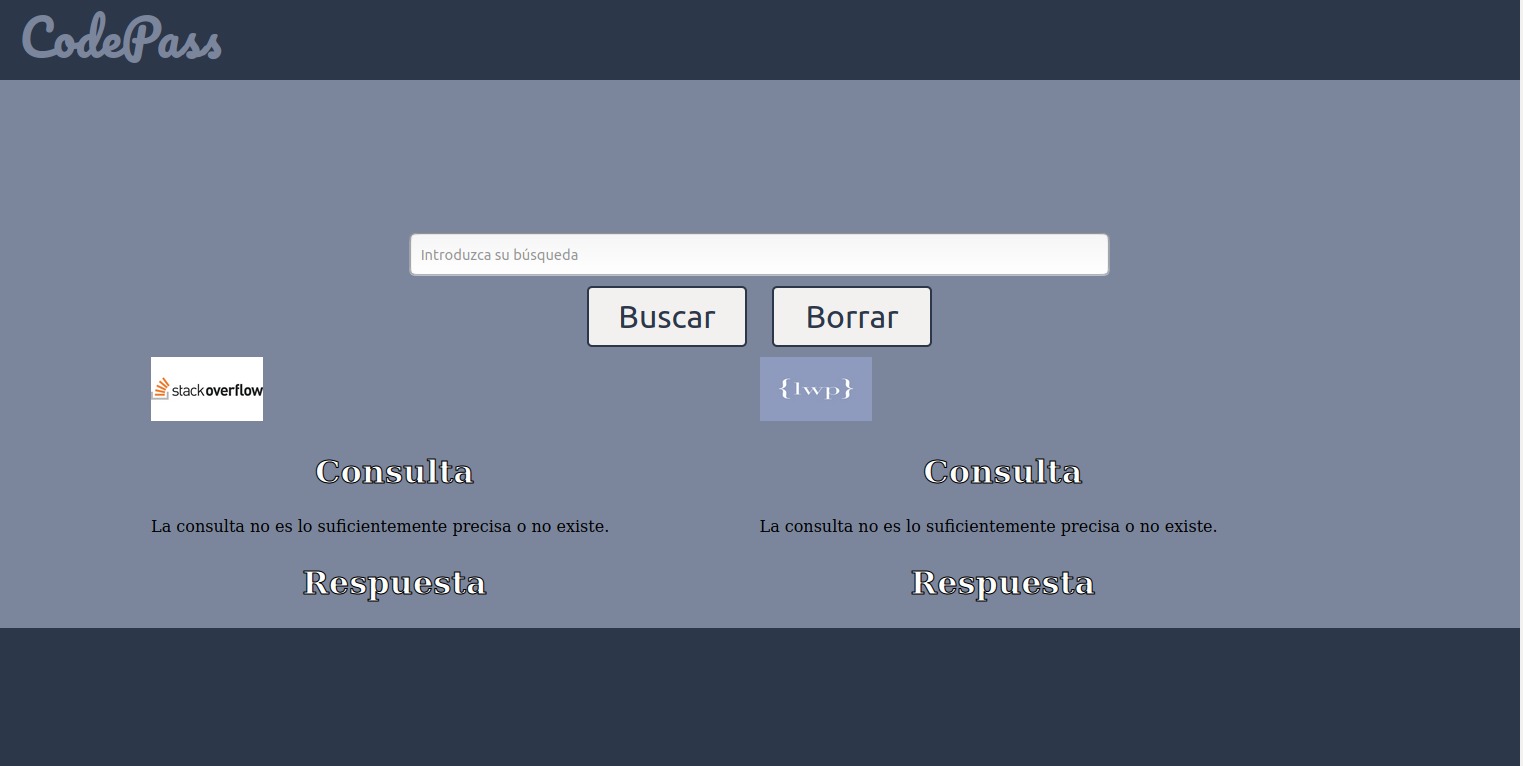 CodePass
Introduzca su búsqueda
Buscar
Borrar
stackoverflow
{lwp}
Consulta
La consulta no es lo suficientemente precisa o no existe.
Respuesta
Consulta
La consulta no es lo suficientemente precisa o no existe.
Respuesta